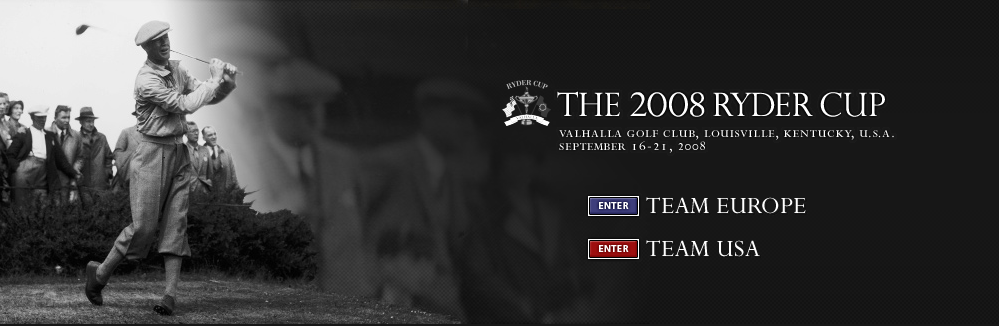 RYDER CUP
THE 2008 RYDER CUP
VALHALLA GOLF CLUB, LOUISVILLE, KENTUCKY, U.S.A.
SEPTEMBER 16-21, 2008
ENTER TEAM EUROPE
ENTER TEAM USA